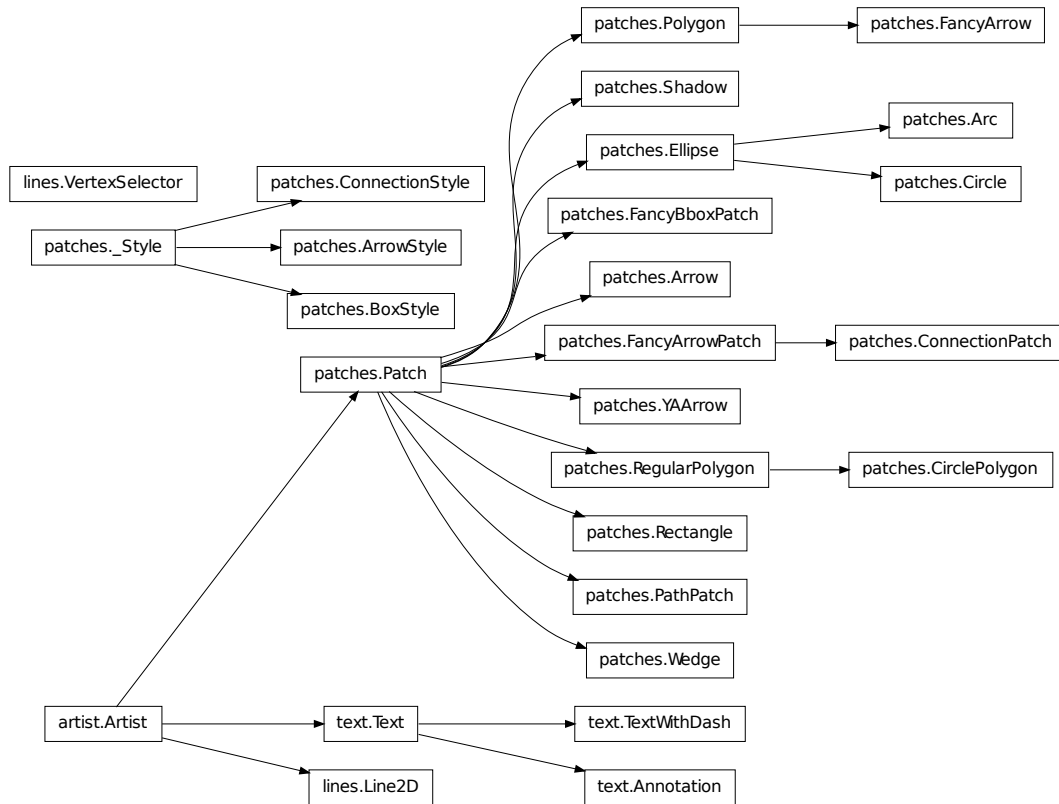 patches.Polygon
patches.FancyArrow
patches.Shadow
patches.Arc
patches.Ellipse
lines.VertexSelector
patches.ConnectionStyle
patches.Circle
patches.FancyBboxPatch
patches._Style
patches.ArrowStyle
patches.Arrow
patches.BoxStyle
patches.FancyArrowPatch
patches.ConnectionPatch
patches.Patch
patches.YAArrow
patches.RegularPolygon
patches.CirclePolygon
patches.Rectangle
patches.PathPatch
patches.Wedge
artist.Artist
text.Text
text.TextWithDash
lines.Line2D
text.Annotation